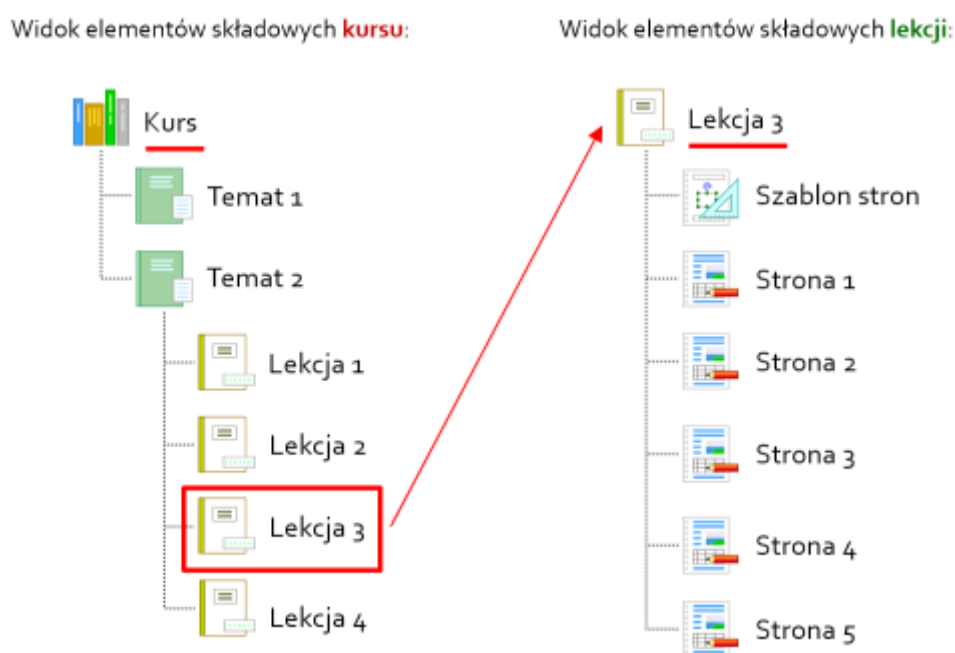 Widok elementów składowych kursu:
Kurs
Temat 1
Temat 2
Lekcja 1
Lekcja 2
Lekcja 3
Lekcja 4
Widok elementów składowych lekcji:
Lekcja 3
Szablon stron
Strona 1
Strona 2
Strona 3
Strona 4
Strona 5